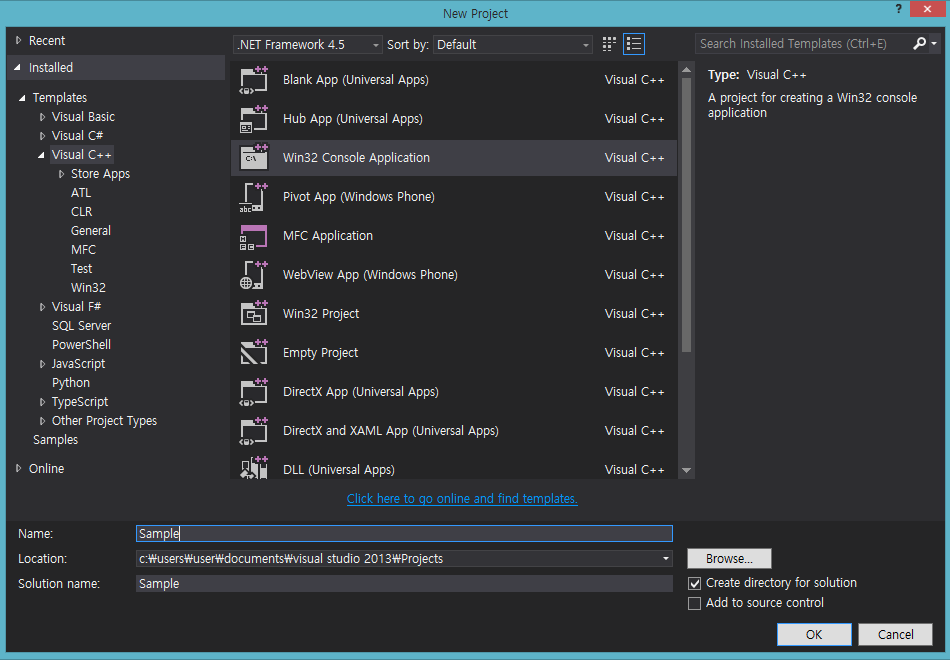 New Project
?
Recent
Installed
Templates
Visual Basic
Visual C#
Visual C++
Store Apps
ATL
CLR
General
MFC
Test
Win32
Visual F#
SQL Server
PowerShell
JavaScript
Python
TypeScript
Other Project Types
Samples
Online
.NET Framework 4.5 Sort by: Default
Blank App (Universal Apps) Visual C++
Hub App (Universal Apps) Visual C++
Win32 Console Application Visual C++
Pivot App (Windows Phone) Visual C++
MFC Application Visual C++
WebView App (Windows Phone) Visual C++
Win32 Project Visual C++
Empty Project Visual C++
DirectX App (Universal Apps) Visual C++
DirectX and XAML App (Universal Apps) Visual C++
DLL (Universal Apps) Visual C++
Click here to go online and find templates.
Search Installed Templates (Ctrl+E)
Type: Visual C++
A project for creating a Win32 console
application
Name: Sample
Location: c:₩users₩user₩documents₩visual studio 2013₩Projects Browse...
Solution name: Sample
Create directory for solution
Add to source control
OK Cancel